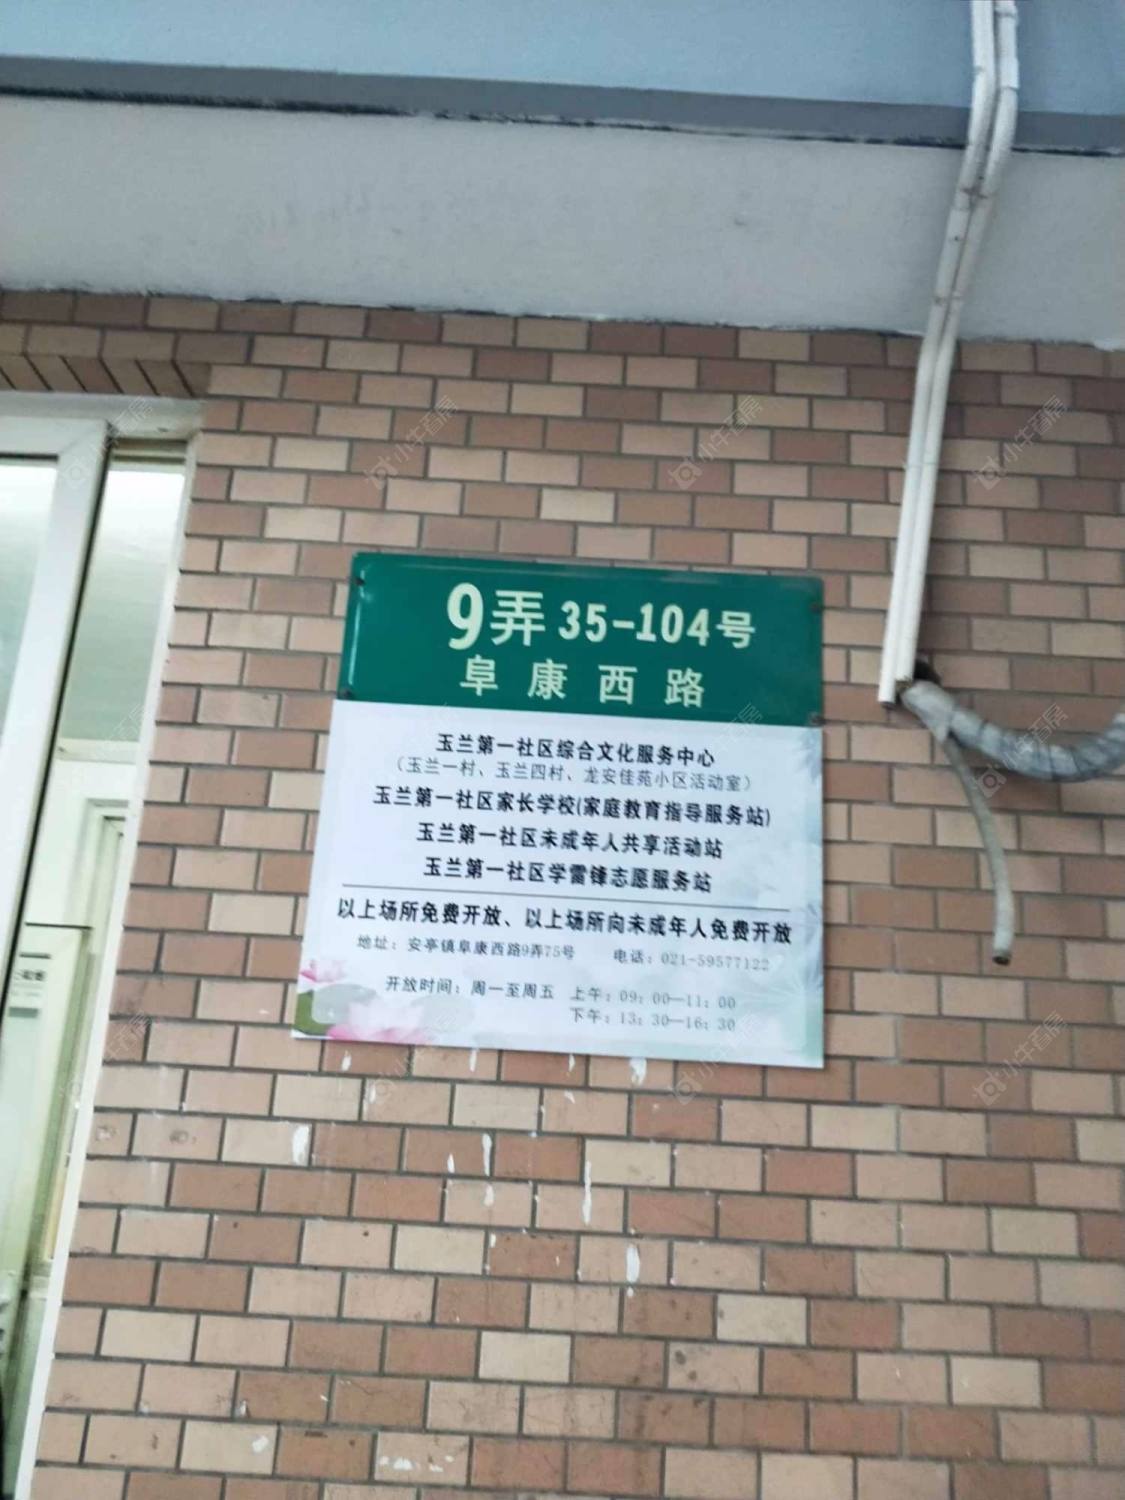 9弄 35-104号
阜康西路
玉兰第一社区综合文化服务中心
（玉兰一村、玉兰四村、龙安佳苑小区活动室）
玉兰第一社区家长学校(家庭教育指导服务站)
玉兰第一社区未成年人共享活动站
玉兰第一社区学雷锋志愿服务站
以上场所免费开放、以上场所向未成年人免费开放
地址：安亭镇阜康西路9弄75号 电话：021-59577122
开放时间：周一至周五 上午：09：00—11：00
下午：13：30—16：30
小牛看房